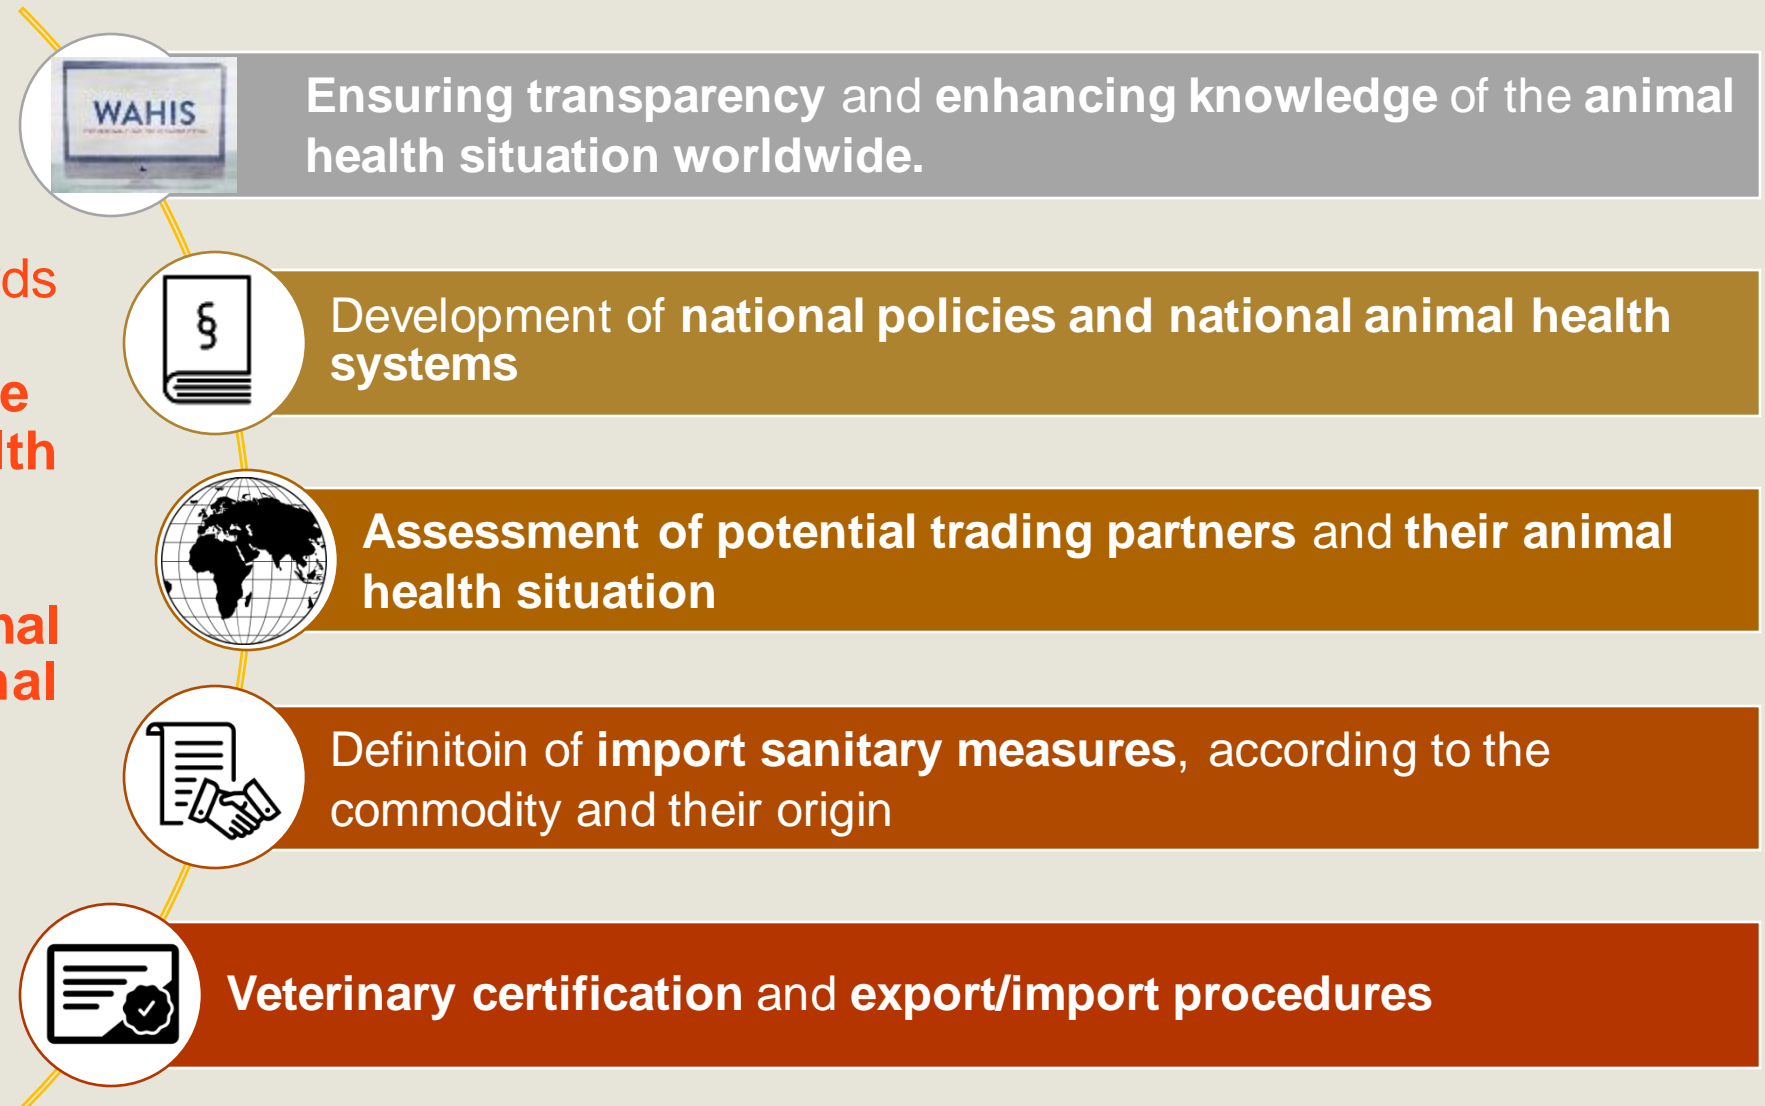 WAHIS
Ensuring transparency and enhancing knowledge of the animal
health situation worldwide.
ds
§
Development of national policies and national animal health
systems
e
lth
Assessment of potential trading partners and their animal
health situation
nal
nal
Definitoin of import sanitary measures, according to the
commodity and their origin
Veterinary certification and export/import procedures